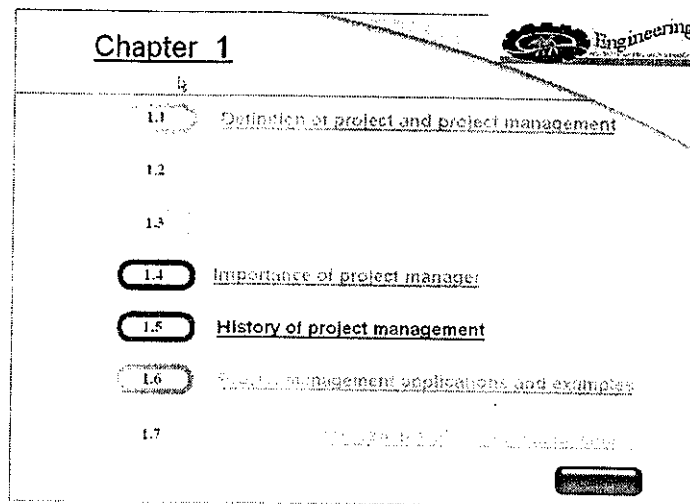 Chapter 1
Engineering
1.1 Definition of project and project management
1.2
1.3
1.4 Importance of project manager
1.5 History of project management
1.6 management applications and examples
1.7